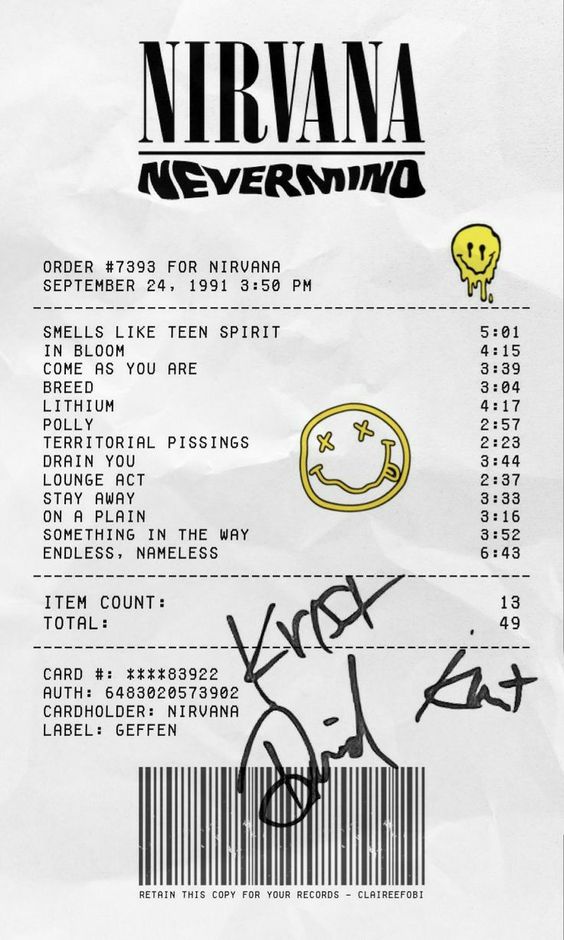 NIRVANA
NEVERMIND
ORDER #7393 FOR NIRVANA
SEPTEMBER 24, 1991 3:50 PM
SMELLS LIKE TEEN SPIRIT 5:01
IN BLOOM 4:15
COME AS YOU ARE 3:39
BREED 3:04
LITHIUM 4:17
POLLY 2:57
TERRITORIAL PISSINGS 2:23
DRAIN YOU 3:44
LOUNGE ACT 2:37
STAY AWAY 3:33
ON A PLAIN 3:16
SOMETHING IN THE WAY 3:52
ENDLESS, NAMELESS 6:43
ITEM COUNT: 13
TOTAL: 49
Kurt
CARD #: ****83922
AUTH: 6483020573902
CARDHOLDER: NIRVANA
LABEL: GEFFEN
RETAIN THIS COPY FOR YOUR RECORDS - CLAIREEFOBI